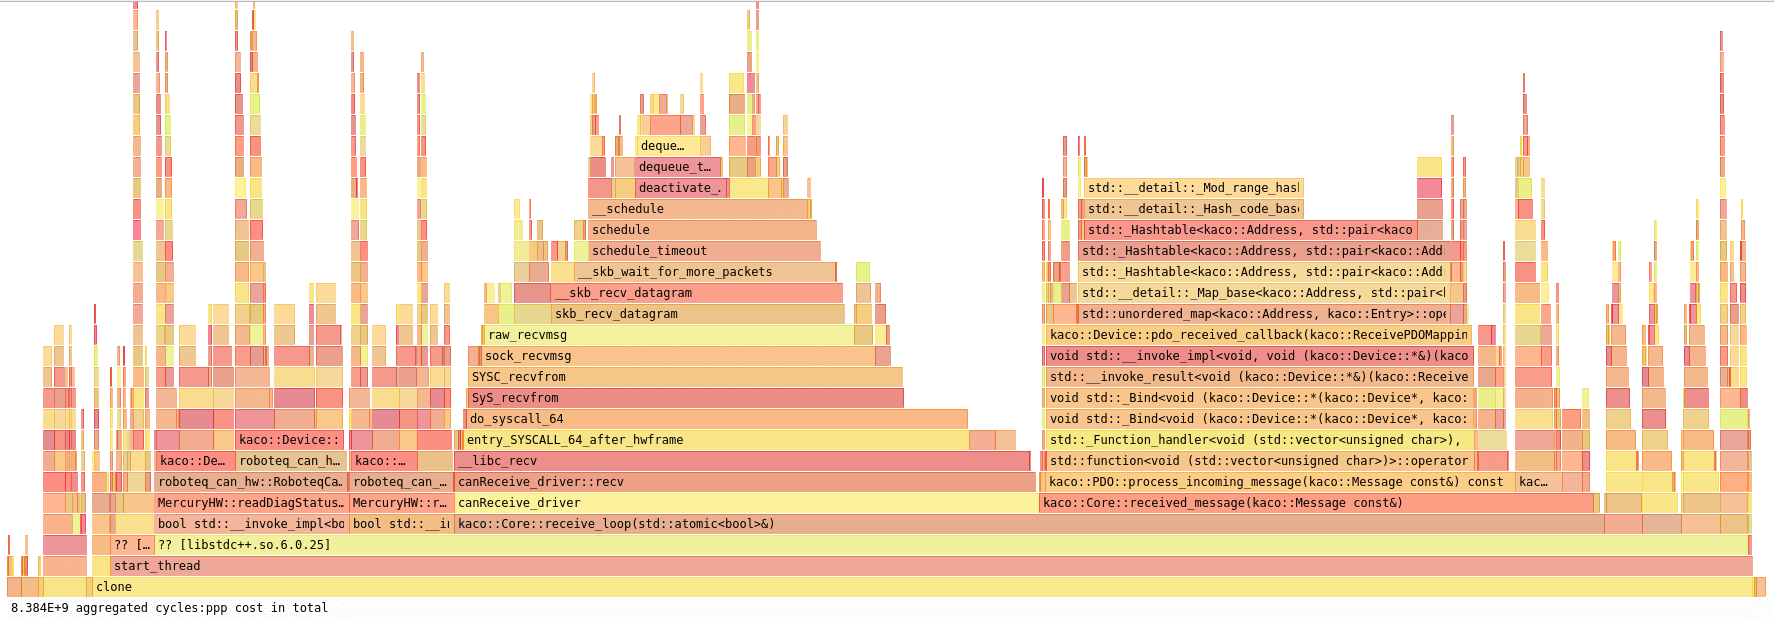 deque…
dequeue_t…
deactivate_.
std::__detail::_Mod_range_hasl
__schedule
std::__detail::_Hash_code_base
schedule
std::_Hashtable<kaco::Address, std::pair<kaco
schedule_timeout
std::_Hashtable<kaco::Address, std::pair<kaco::Add
__skb_wait_for_more_packets
std::_Hashtable<kaco::Address, std::pair<kaco::Add
__skb_recv_datagram
std::__detail::_Map_base<kaco::Address, std::pair<l
skb_recv_datagram
std::unordered_map<kaco::Address, kaco::Entry>::ope
raw_recvmsg
kaco::Device::pdo_received_callback(kaco::ReceivePDOMappin
sock_recvmsg
void std::__invoke_impl<void, void (kaco::Device::*&)(kaco
SYSC_recvfrom
std::__invoke_result<void (kaco::Device::*&)(kaco::Receive
SyS_recvfrom
void std::_Bind<void (kaco::Device::*(kaco::Device*, kaco:
do_syscall_64
void std::_Bind<void (kaco::Device::*(kaco::Device*, kaco:
kaco::Device::
entry_SYSCALL_64_after_hwframe
std::_Function_handler<void (std::vector<unsigned char>),
kaco::De…
roboteq_can_h…
kaco::…
__libc_recv
std::function<void (std::vector<unsigned char>)>::operator
roboteq_can_hw::RoboteqCa…
roboteq_can_…
canReceive_driver::recv
kaco::PDO::process_incoming_message(kaco::Message const&) const
kac…
MercuryHW::readDiagStatus…
MercuryHW::r…
canReceive_driver
kaco::Core::received_message(kaco::Message const&)
bool std::__invoke_impl<bo
bool std::__in
kaco::Core::receive_loop(std::atomic<bool>&)
?? […
?? [libstdc++.so.6.0.25]
start_thread
clone
8.384E+9 aggregated cycles:ppp cost in total